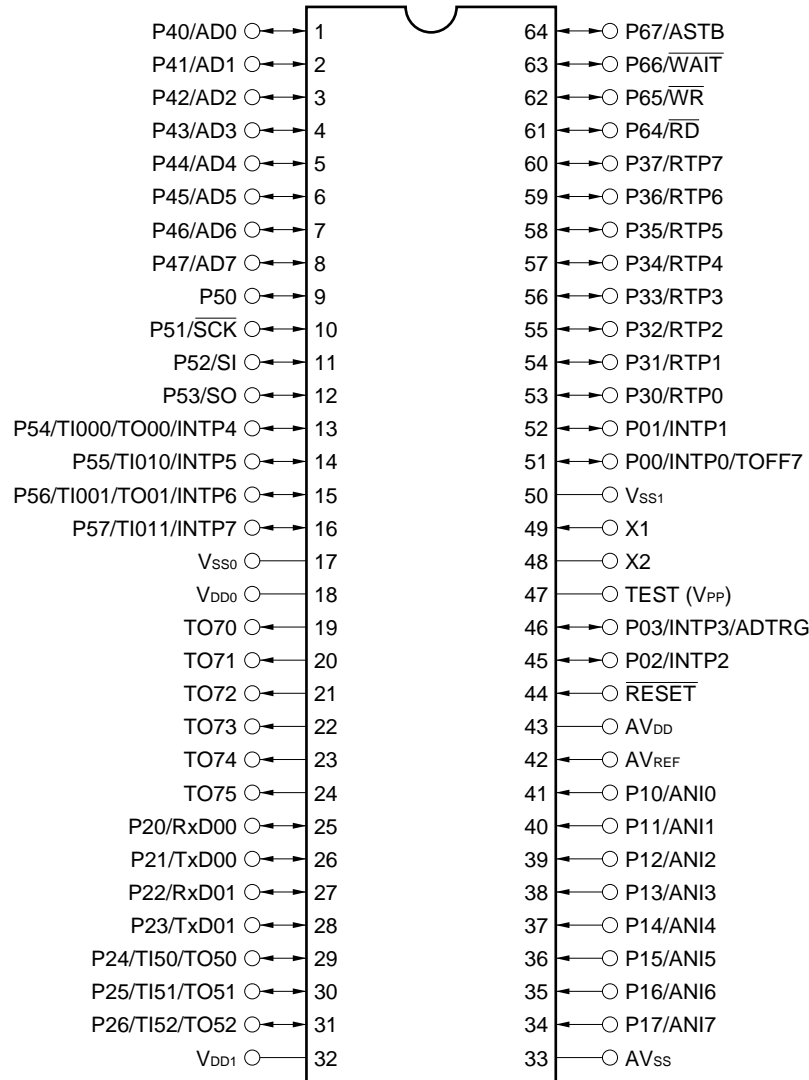 P40/AD0 1 64 P67/ASTB
P41/AD1 2 63 P66/WAIT
P42/AD2 3 62 P65/WR
P43/AD3 4 61 P64/RD
P44/AD4 5 60 P37/RTP7
P45/AD5 6 59 P36/RTP6
P46/AD6 7 58 P35/RTP5
P47/AD7 8 57 P34/RTP4
P50 9 56 P33/RTP3
P51/SCK 10 55 P32/RTP2
P52/SI 11 54 P31/RTP1
P53/SO 12 53 P30/RTP0
P54/TI000/TO00/INTP4 13 52 P01/INTP1
P55/TI010/INTP5 14 51 P00/INTP0/TOFF7
P56/TI001/TO01/INTP6 15 50 VSS1
P57/TI011/INTP7 16 49 X1
VSS0 17 48 X2
VDD0 18 47 TEST (VPP)
TO70 19 46 P03/INTP3/ADTRG
TO71 20 45 P02/INTP2
TO72 21 44 RESET
TO73 22 43 AVDD
TO74 23 42 AVREF
TO75 24 41 P10/ANI0
P20/RxD00 25 40 P11/ANI1
P21/TxD00 26 39 P12/ANI2
P22/RxD01 27 38 P13/ANI3
P23/TxD01 28 37 P14/ANI4
P24/TI50/TO50 29 36 P15/ANI5
P25/TI51/TO51 30 35 P16/ANI6
P26/TI52/TO52 31 34 P17/ANI7
VDD1 32 33 AVSS